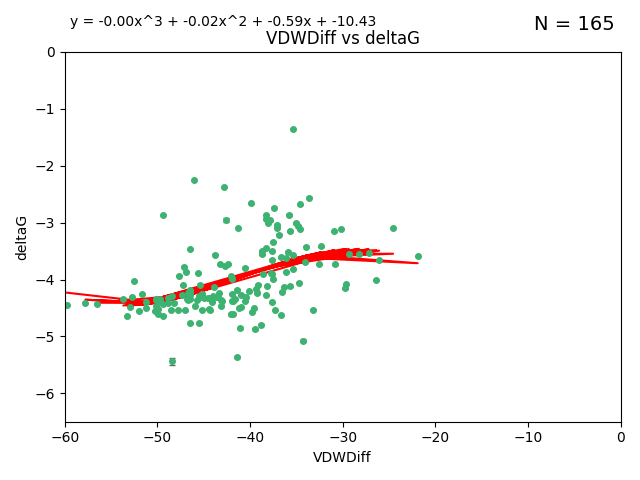 y = -0.00x^3 + -0.02x^2 + -0.59x + -10.43
N = 165
VDWDiff vs deltaG
0
−1
−2
−3
−4
−5
−6
deltaG
−60 −50 −40 −30 −20 −10 0
VDWDiff